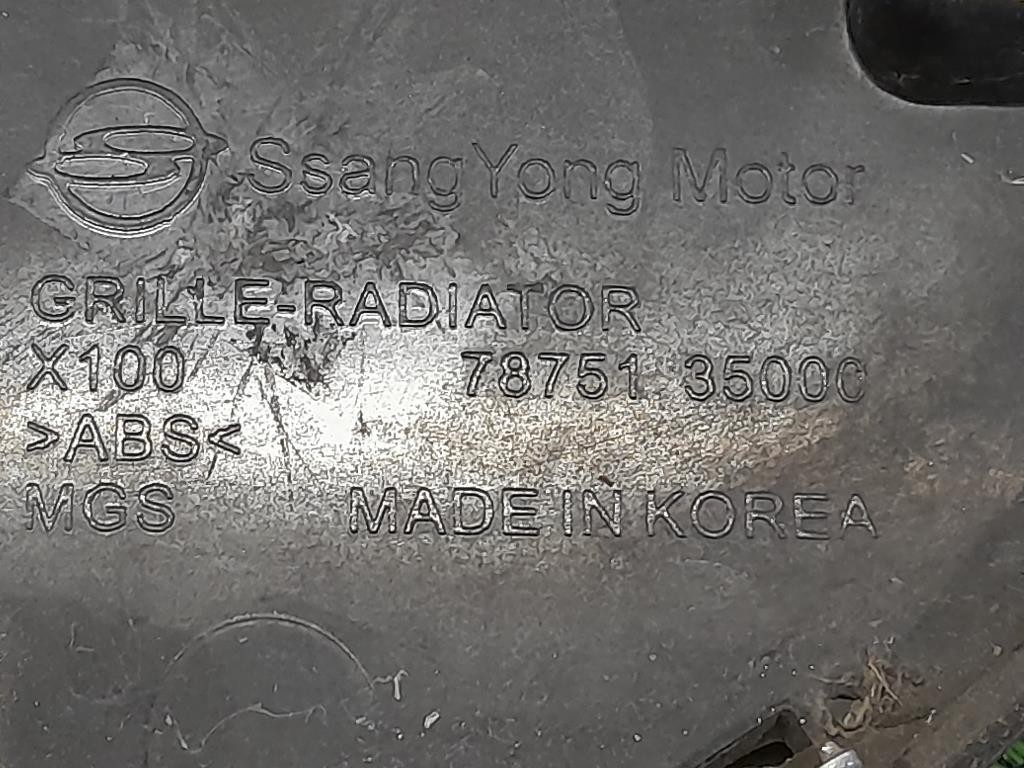 SsangYong Motor
GRILLE-RADIATOR
X100 78751 35000
>ABS<
MGS MADE IN KOREA